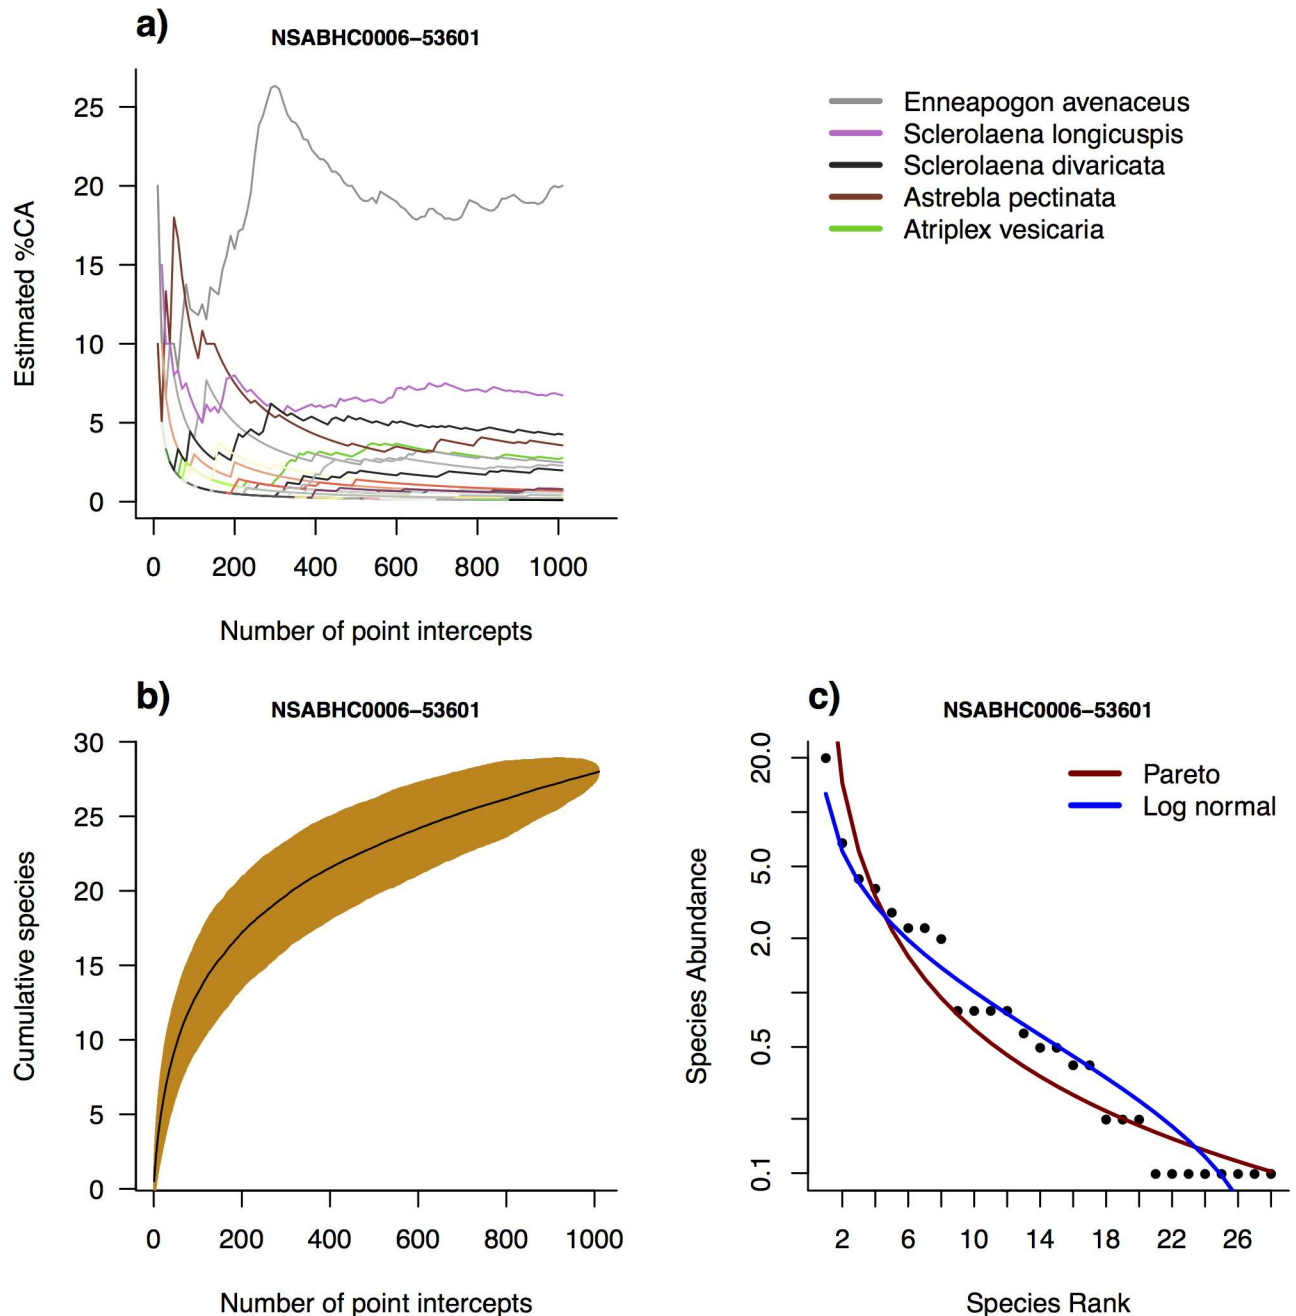 a)
NSABHC0006–53601
Enneapogon avenaceus
Sclerolaena longicuspis
Sclerolaena divaricata
Astrebla pectinata
Atriplex vesicaria
Estimated %CA
25
20
15
10
5
0
0 200 400 600 800 1000
Number of point intercepts
b)
NSABHC0006–53601
Cumulative species
30
25
20
15
10
5
0
0 200 400 600 800 1000
Number of point intercepts
c)
NSABHC0006–53601
Pareto
Log normal
Species Abundance
20.0
5.0
2.0
0.5
0.1
2 6 10 14 18 22 26
Species Rank